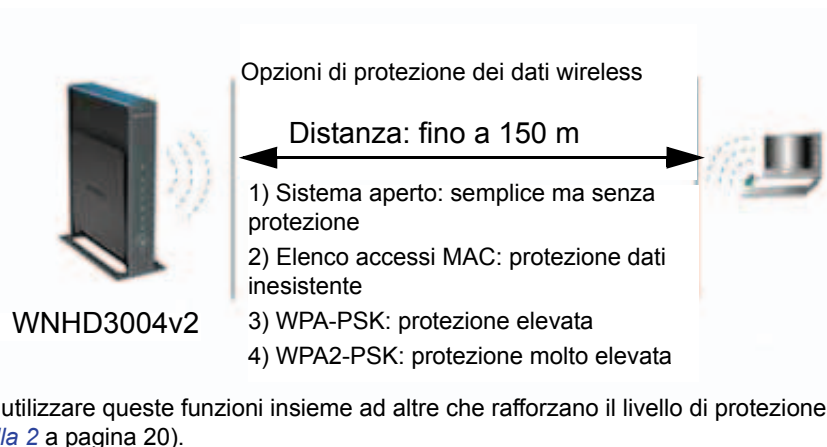 Opzioni di protezione dei dati wireless
Distanza: fino a 150 m
1) Sistema aperto: semplice ma senza
protezione
2) Elenco accessi MAC: protezione dati
inesistente
3) WPA-PSK: protezione elevata
4) WPA2-PSK: protezione molto elevata
WNHD3004v2
utilizzare queste funzioni insieme ad altre che rafforzano il livello di protezione
lla 2 a pagina 20).